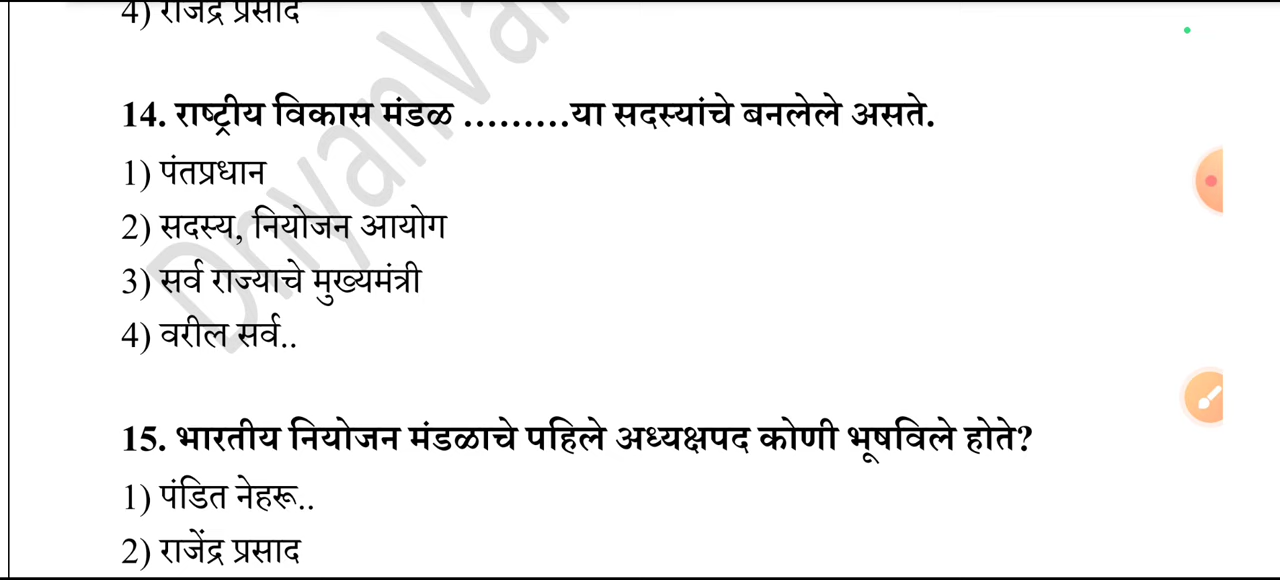 4) राजेंद्र प्रसाद
14. राष्ट्रीय विकास मंडळ .........या सदस्यांचे बनलेले असते.
1) पंतप्रधान
2) सदस्य, नियोजन आयोग
3) सर्व राज्याचे मुख्यमंत्री
4) वरील सर्व..
15. भारतीय नियोजन मंडळाचे पहिले अध्यक्षपद कोणी भूषविले होते?
1) पंडित नेहरू..
2) राजेंद्र प्रसाद